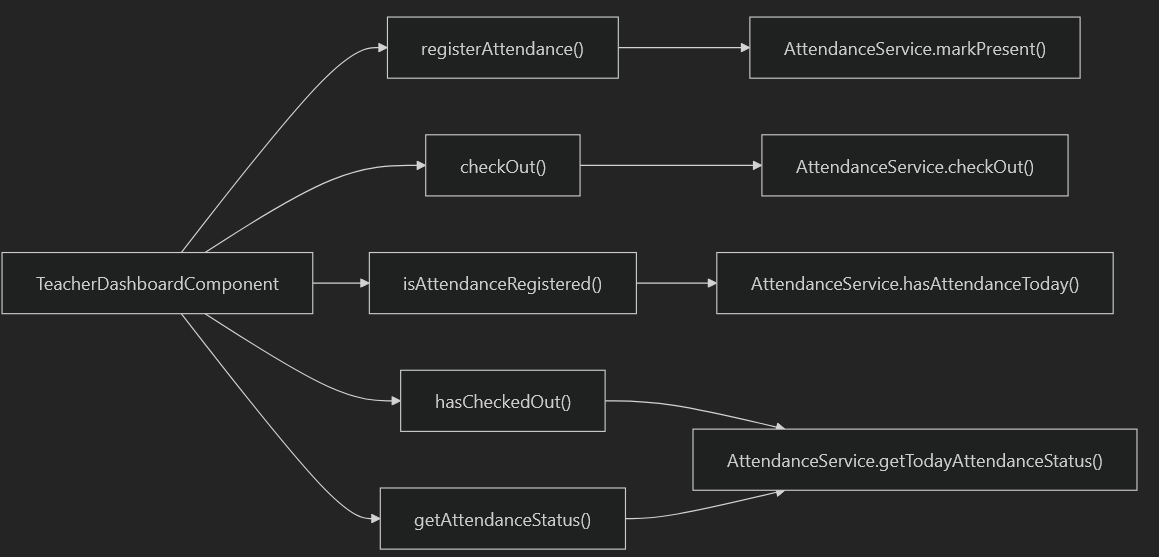 registerAttendance()
AttendanceService.markPresent()
checkOut()
AttendanceService.checkOut()
TeacherDashboardComponent
isAttendanceRegistered()
AttendanceService.hasAttendanceToday()
hasCheckedOut()
AttendanceService.getTodayAttendanceStatus()
getAttendanceStatus()